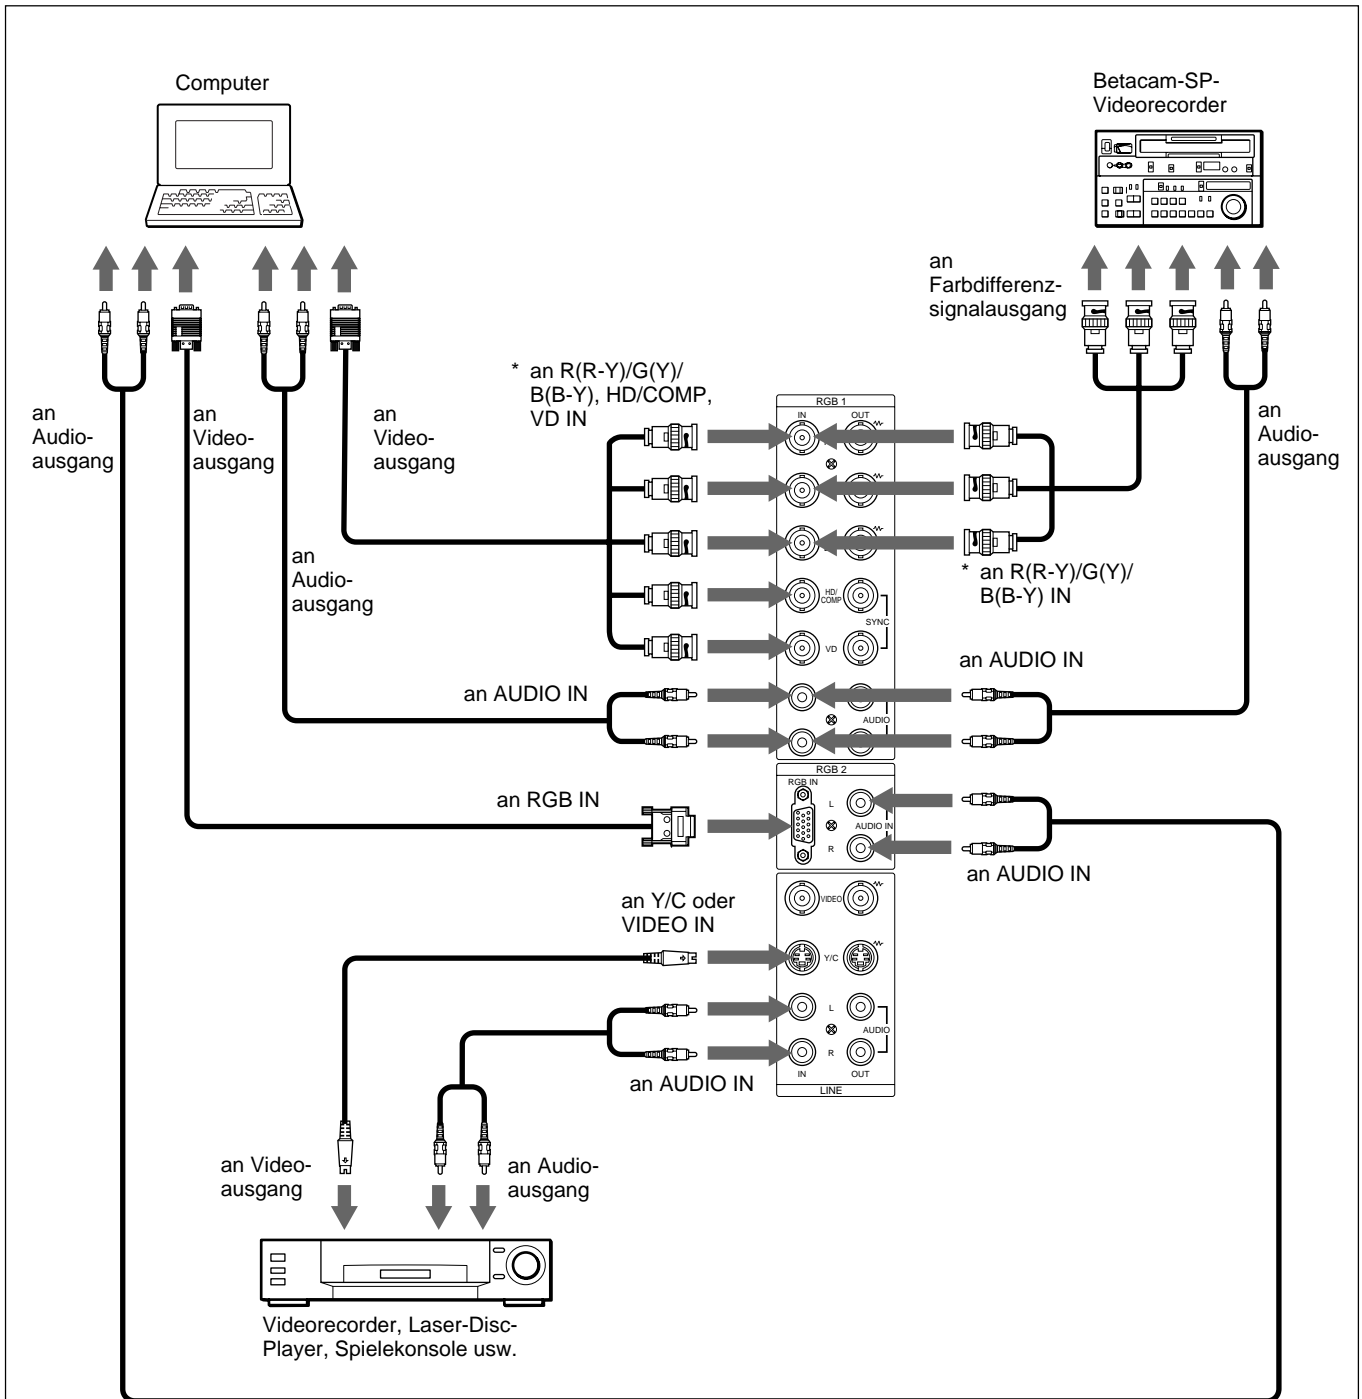 Computer
Betacam-SP-
Videorecorder
an
Farbdifferenz-
signalausgang
* an R(R-Y)/G(Y)/
B(B-Y), HD/COMP,
VD IN
an
Audio-
ausgang
an
Video-
ausgang
an
Video-
ausgang
an
Audio-
ausgang
an
Audio-
ausgang
RGB 1
IN
OUT
* an R(R-Y)/G(Y)/
B(B-Y) IN
HD/
COMP
SYNC
VD
an AUDIO IN
an AUDIO IN
AUDIO
RGB 2
RGB IN
an RGB IN
L
AUDIO IN
R
an AUDIO IN
an Y/C oder
VIDEO IN
VIDEO
Y/C
L
AUDIO
R
IN
OUT
an AUDIO IN
LINE
an Video-
ausgang
an Audio-
ausgang
Videorecorder, Laser-Disc-
Player, Spielekonsole usw.